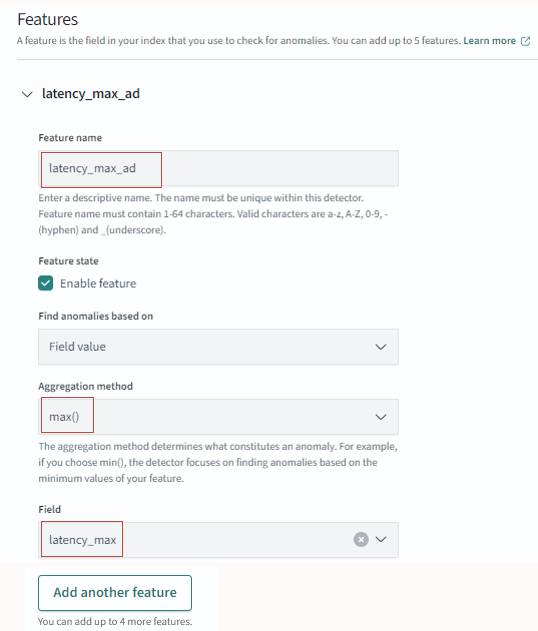 Features
A feature is the field in your index that you use to check for anomalies. You can add up to 5 features. Learn more
latency_max_ad
Feature name
latency_max_ad
Enter a descriptive name. The name must be unique within this detector.
Feature name must contain 1-64 characters. Valid characters are a-z, A-Z, 0-9, -
(hyphen) and _(underscore).
Feature state
Enable feature
Find anomalies based on
Field value
Aggregation method
max()
The aggregation method determines what constitutes an anomaly. For example,
if you choose min(), the detector focuses on finding anomalies based on the
minimum values of your feature.
Field
latency_max
Add another feature
You can add up to 4 more features.